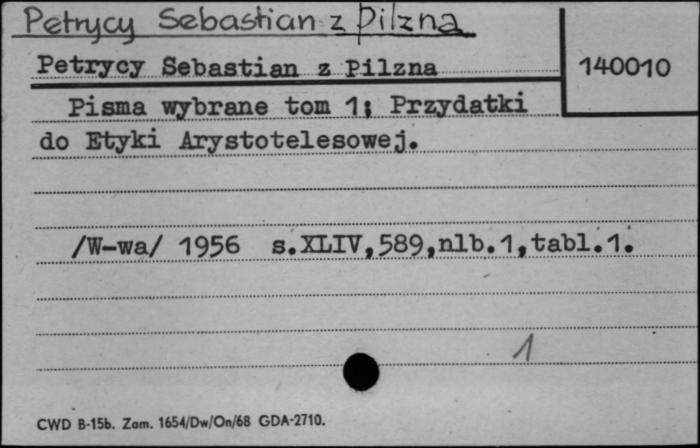 Petrycy Sebastian z Pilzna
Petrycy Sebastian z Pilzna
140010
Pisma wybrane tom 1; Przydatki
do Etyki Arystotelesowej.
/W-wa/ 1956 s.XLIV,589,nlb.1,tabl.1.
1
CWD B-15b. Zam. 1654/Dw/On/68 GDA-2710.